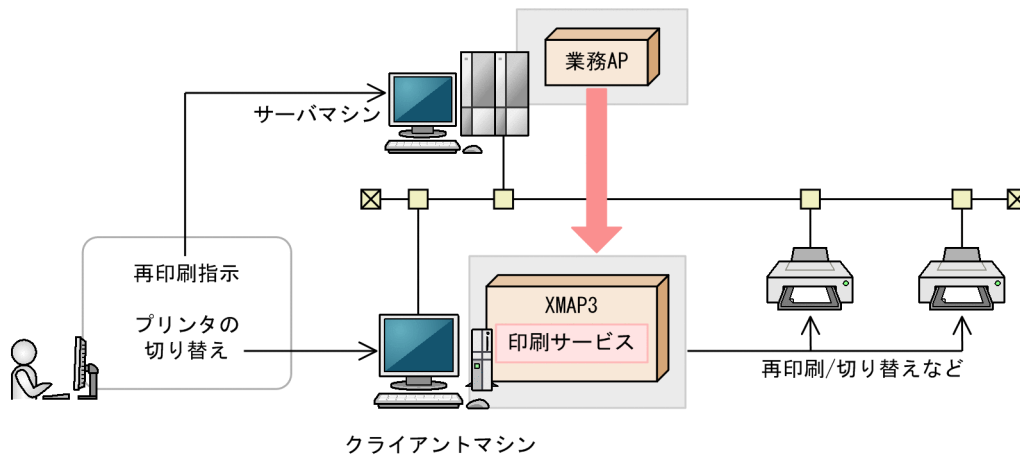 業務AP
サーバマシン
再印刷指示
プリンタの
切り替え
XMAP3
印刷サービス
再印刷/切り替えなど
クライアントマシン